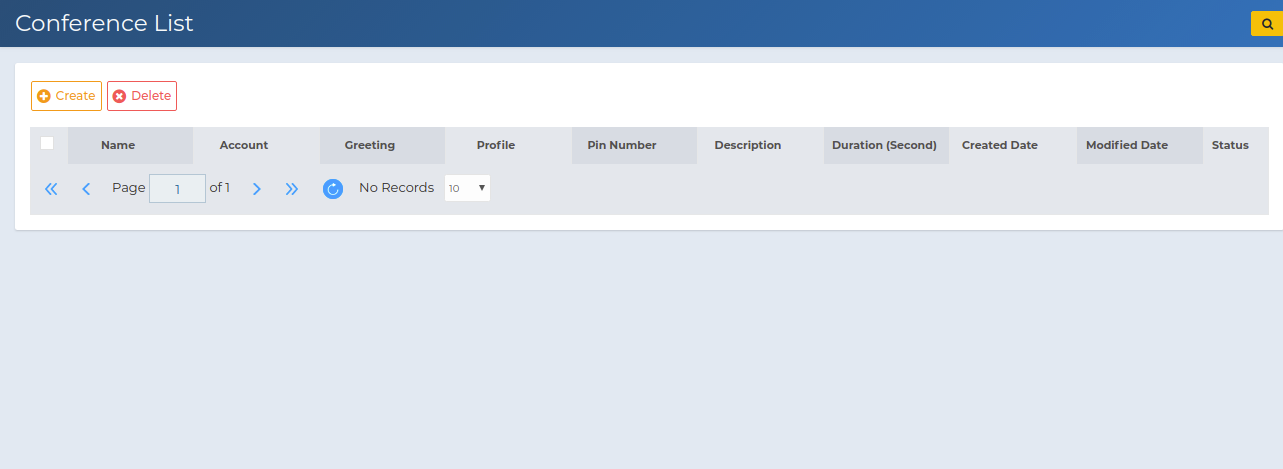 Conference List
Create Delete
Name Account Greeting Profile Pin Number Description Duration (Second) Created Date Modified Date Status
Page 1 of 1 No Records 10